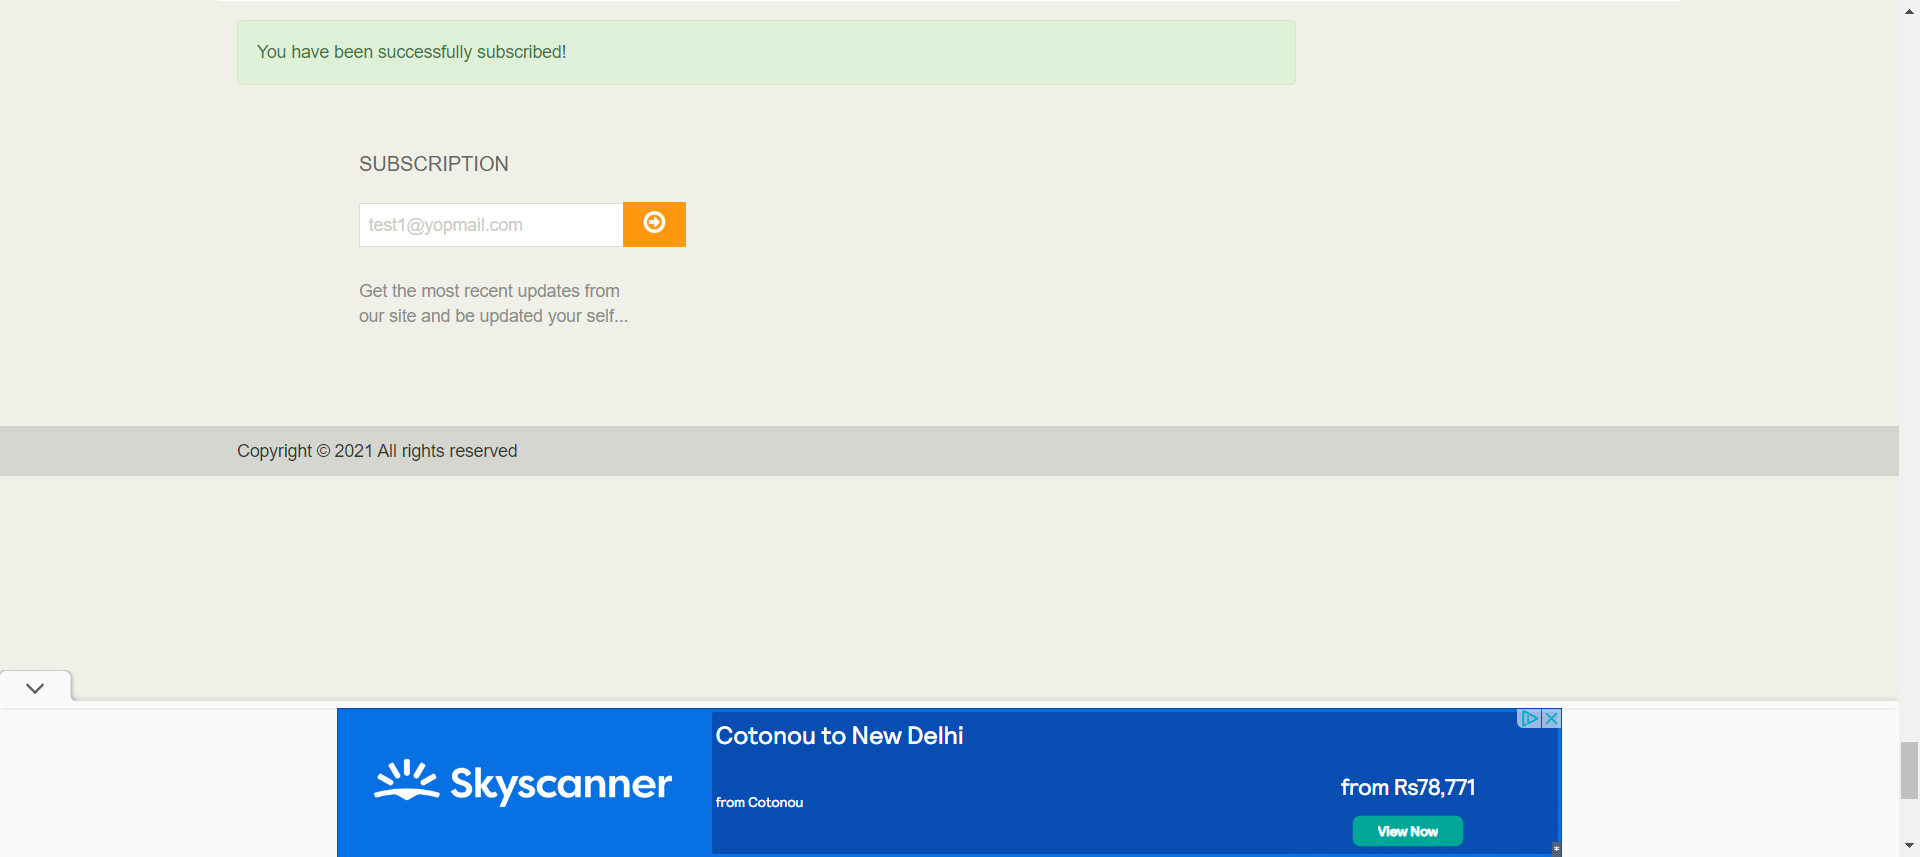 You have been successfully subscribed!
SUBSCRIPTION
test1@yopmail.com
Get the most recent updates from
our site and be updated your self...
Copyright © 2021 All rights reserved
Skyscanner
Cotonou to New Delhi
from Cotonou
from Rs78,771
View Now